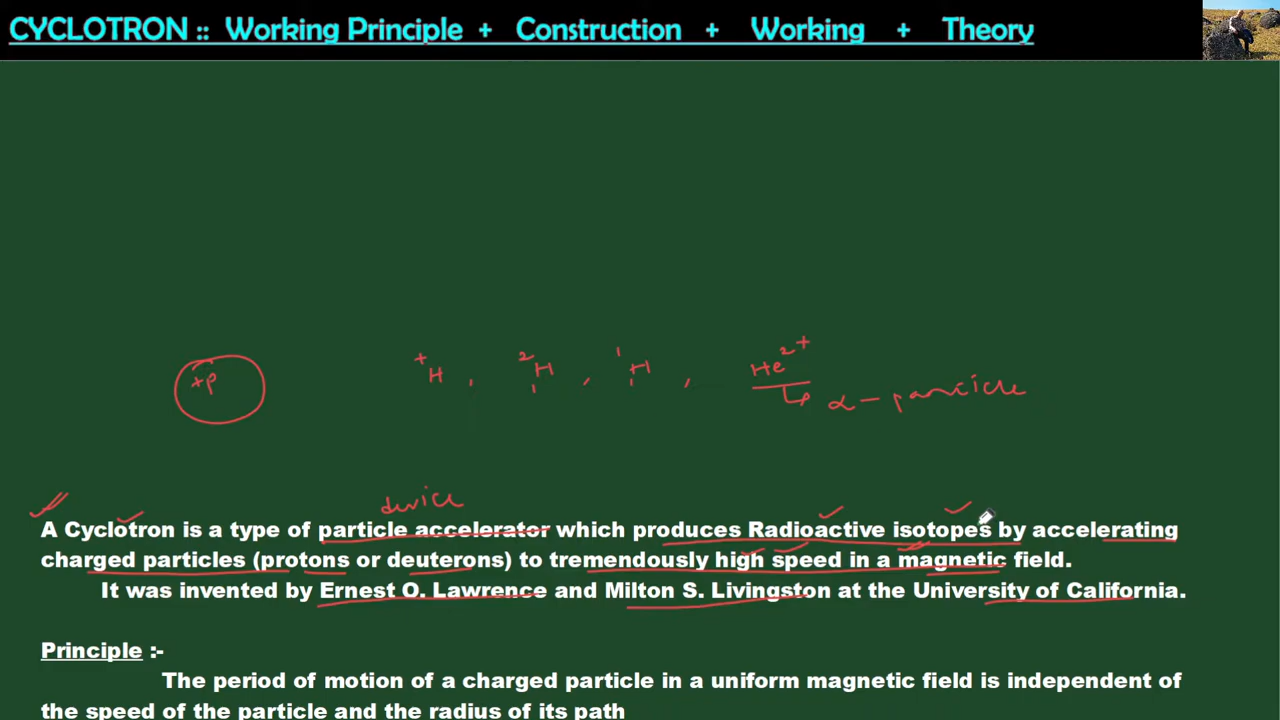 CYCLOTRON :: Working Principle + Construction + Working + Theory
+p
+H , ²₁H , ¹₁H , He²⁺
↳ α - particle
device
A Cyclotron is a type of particle accelerator which produces Radioactive isotopes by accelerating
charged particles (protons or deuterons) to tremendously high speed in a magnetic field.
It was invented by Ernest O. Lawrence and Milton S. Livingston at the University of California.
Principle :-
The period of motion of a charged particle in a uniform magnetic field is independent of
the speed of the particle and the radius of its path